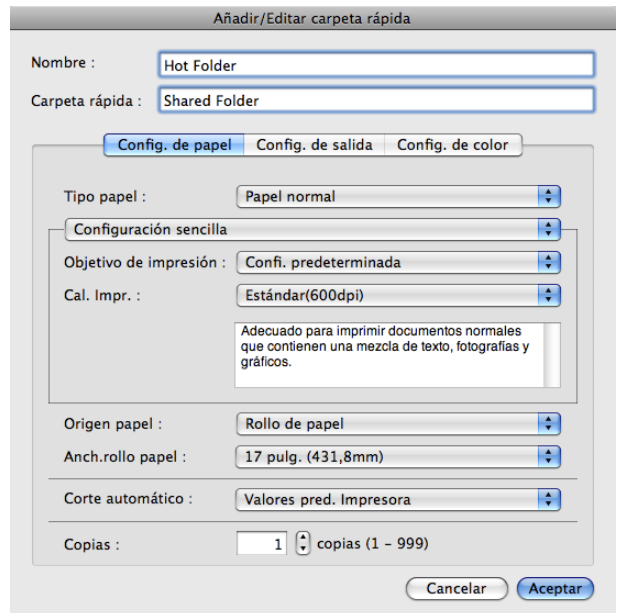 Añadir/Editar carpeta rápida
Nombre : Hot Folder
Carpeta rápida : Shared Folder
Config. de papel Config. de salida Config. de color
Tipo papel : Papel normal
Configuración sencilla
Objetivo de impresión : Confi. predeterminada
Cal. Impr. : Estándar(600dpi)
Adecuado para imprimir documentos normales
que contienen una mezcla de texto, fotografías y
gráficos.
Origen papel : Rollo de papel
Anch.rollo papel : 17 pulg. (431,8mm)
Corte automático : Valores pred. Impresora
Copias : 1 copias (1 – 999)
Cancelar Aceptar